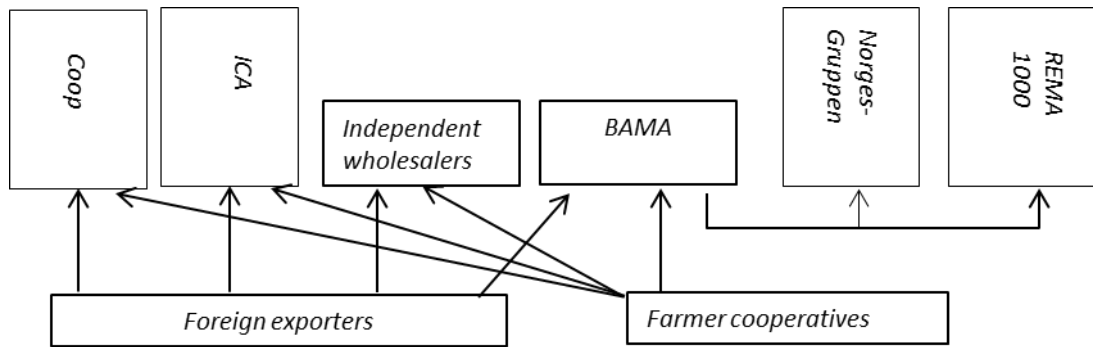 Coop
ICA
Independent
wholesalers
BAMA
Norges-
Gruppen
REMA
1000
Foreign exporters
Farmer cooperatives